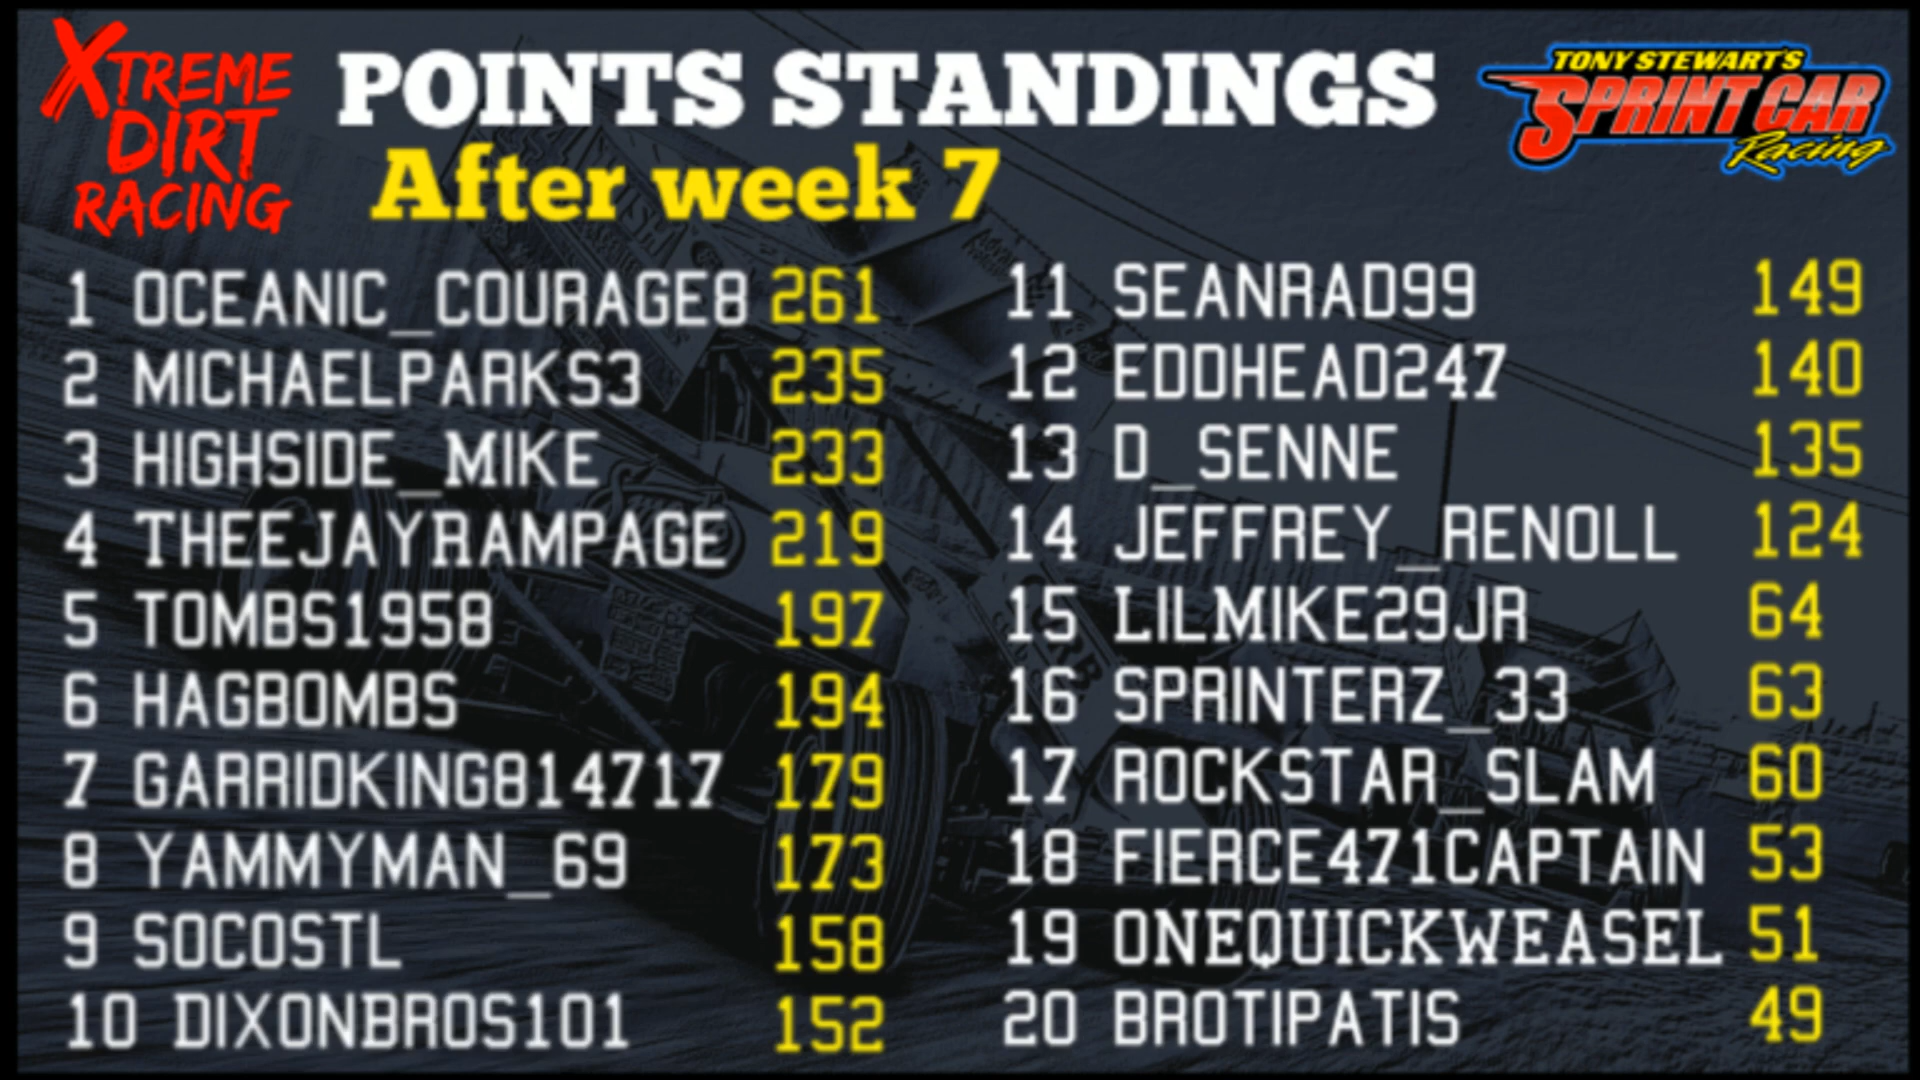 XTREME
DIRT
RACING
POINTS STANDINGS
After week 7
TONY STEWART'S
SPRINT CAR
Racing
1 OCEANIC_COURAGE8 261
2 MICHAELPARKS3 235
3 HIGHSIDE_MIKE 233
4 THEEJAYRAMPAGE 219
5 TOMBS1958 197
6 HAGBOMBS 194
7 GARRIDKING814717 179
8 YAMMYMAN_69 173
9 SOCOSTL 158
10 DIXONBROS101 152
11 SEANRAD99 149
12 EDDHEAD247 140
13 D_SENNE 135
14 JEFFREY_RENOLL 124
15 LILMIKE29JR 64
16 SPRINTERZ_33 63
17 ROCKSTAR_SLAM 60
18 FIERCE471CAPTAIN 53
19 ONEQUICKWEASEL 51
20 BROTIPATIS 49